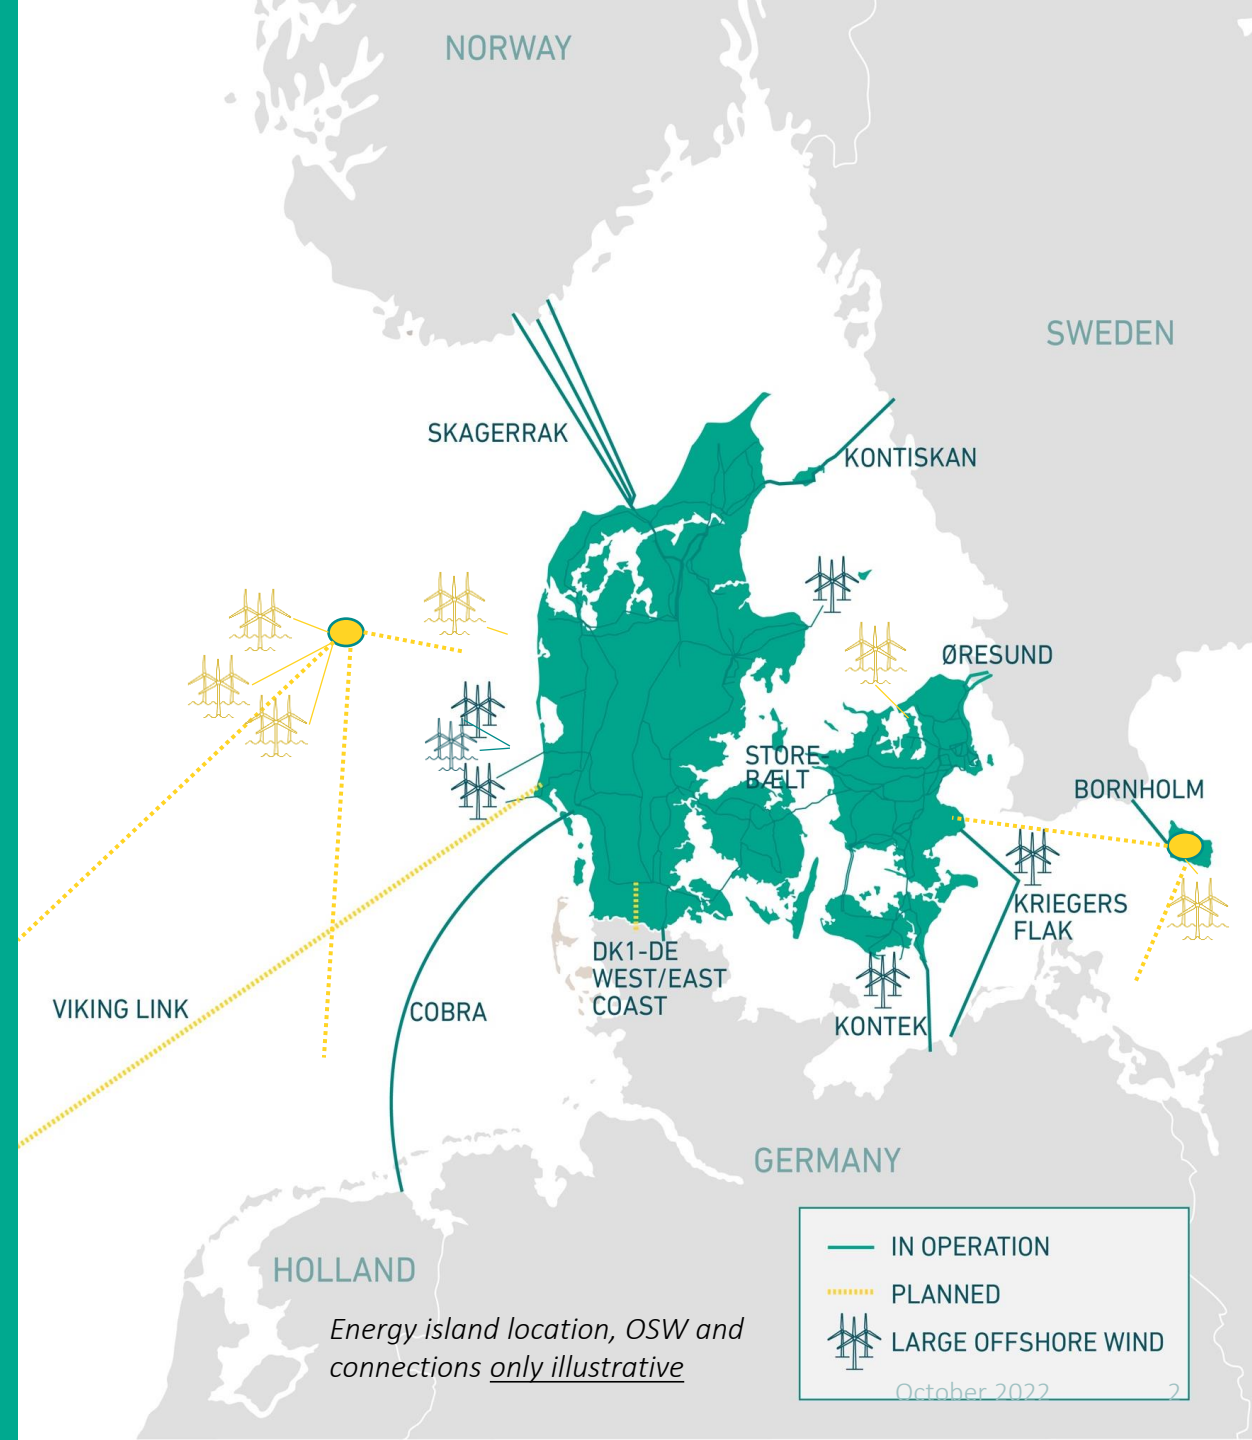 NORWAY
SWEDEN
SKAGERRAK
KONTISKAN
ØRESUND
STORE-
BÆLT
BORNHOLM
KRIEGERS
FLAK
DK1-DE
WEST/EAST
COAST
VIKING LINK
COBRA
KONTEK
GERMANY
HOLLAND
IN OPERATION
PLANNED
LARGE OFFSHORE WIND
Energy island location, OSW and
connections only illustrative
October 2022
2